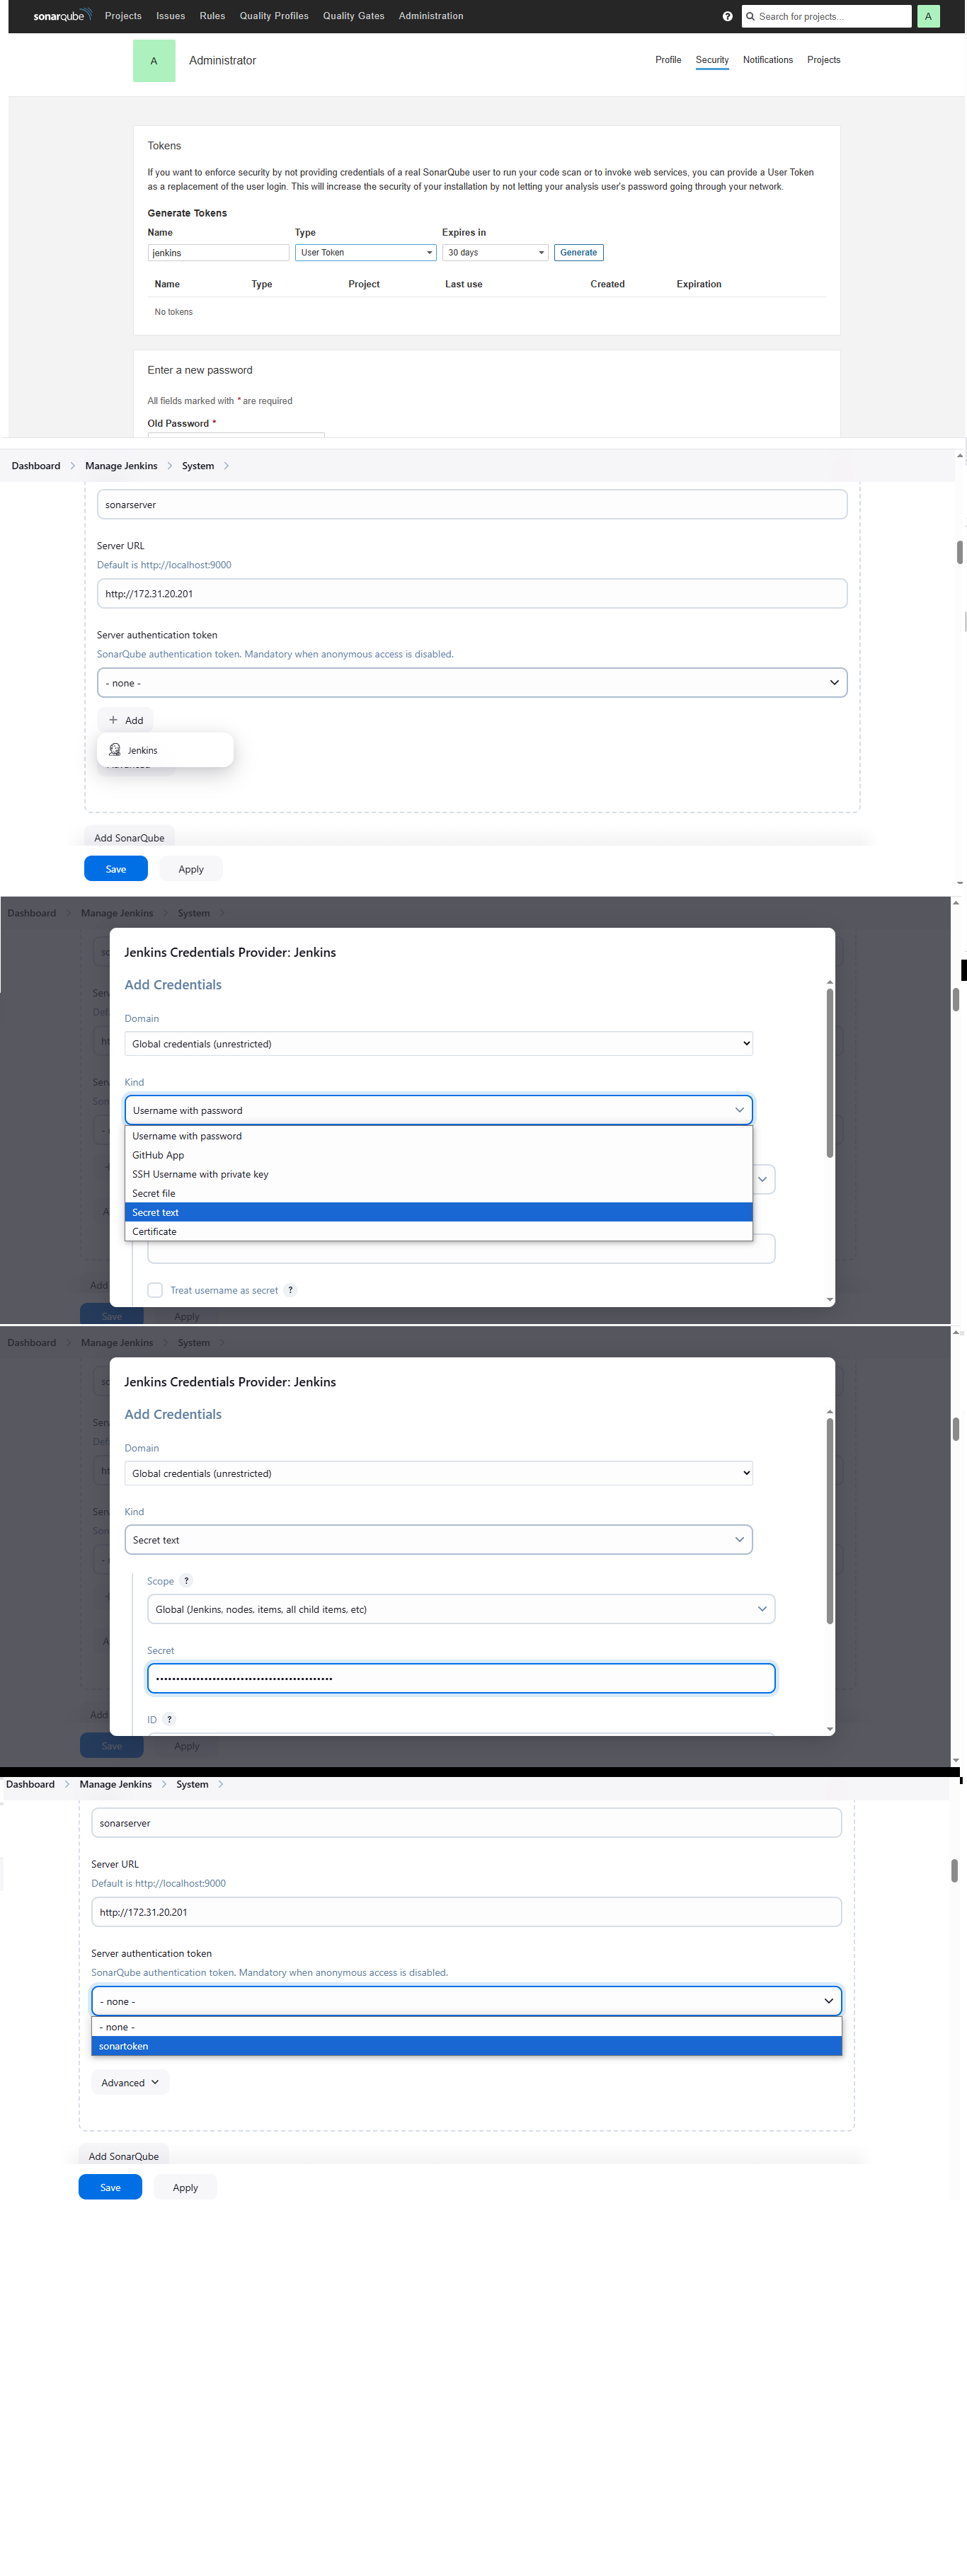 sonarqube Projects Issues Rules Quality Profiles Quality Gates Administration ? Search for projects... A
A Administrator Profile Security Notifications Projects
Tokens
If you want to enforce security by not providing credentials of a real SonarQube user to run your code scan or to invoke web services, you can provide a User Token
as a replacement of the user login. This will increase the security of your installation by not letting your analysis user's password going through your network.
Generate Tokens
Name Type Expires in
jenkins User Token 30 days Generate
Name Type Project Last use Created Expiration
No tokens
Enter a new password
All fields marked with * are required
Old Password *
Dashboard > Manage Jenkins > System >
sonarserver
Server URL
Default is http://localhost:9000
http://172.31.20.201
Server authentication token
SonarQube authentication token. Mandatory when anonymous access is disabled.
- none -
+ Add
Jenkins
Add SonarQube
Save Apply
Dashboard > Manage Jenkins > System >
Jenkins Credentials Provider: Jenkins
Add Credentials
Domain
Global credentials (unrestricted)
Kind
Username with password
Username with password
GitHub App
SSH Username with private key
Secret file
Secret text
Certificate
Treat username as secret ?
Save Apply
Dashboard > Manage Jenkins > System >
Jenkins Credentials Provider: Jenkins
Add Credentials
Domain
Global credentials (unrestricted)
Kind
Secret text
Scope ?
Global (Jenkins, nodes, items, all child items, etc)
Secret
ID ?
Add
Save Apply
Dashboard > Manage Jenkins > System >
sonarserver
Server URL
Default is http://localhost:9000
http://172.31.20.201
Server authentication token
SonarQube authentication token. Mandatory when anonymous access is disabled.
- none -
- none -
sonartoken
Advanced
Add SonarQube
Save Apply